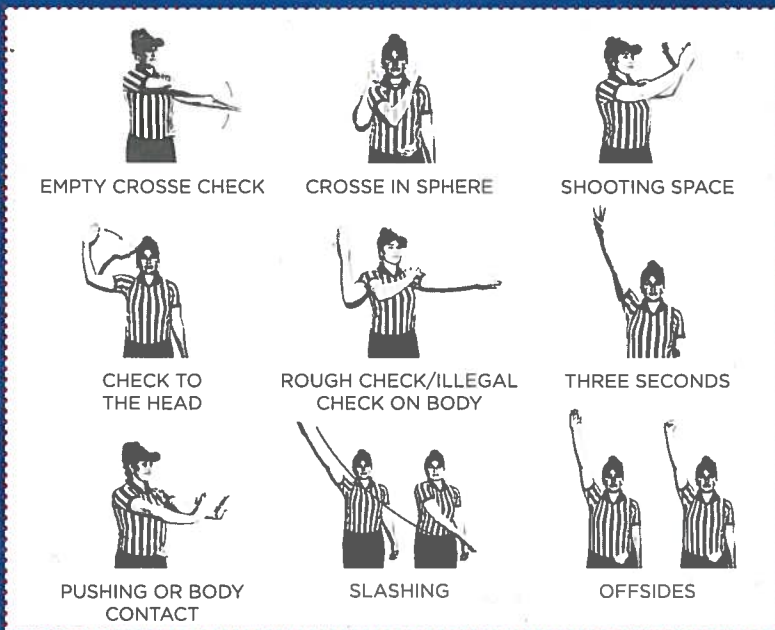 EMPTY CROSSE CHECK
CROSSE IN SPHERE
SHOOTING SPACE
CHECK TO
THE HEAD
ROUGH CHECK/ILLEGAL
CHECK ON BODY
THREE SECONDS
PUSHING OR BODY
CONTACT
SLASHING
OFFSIDES